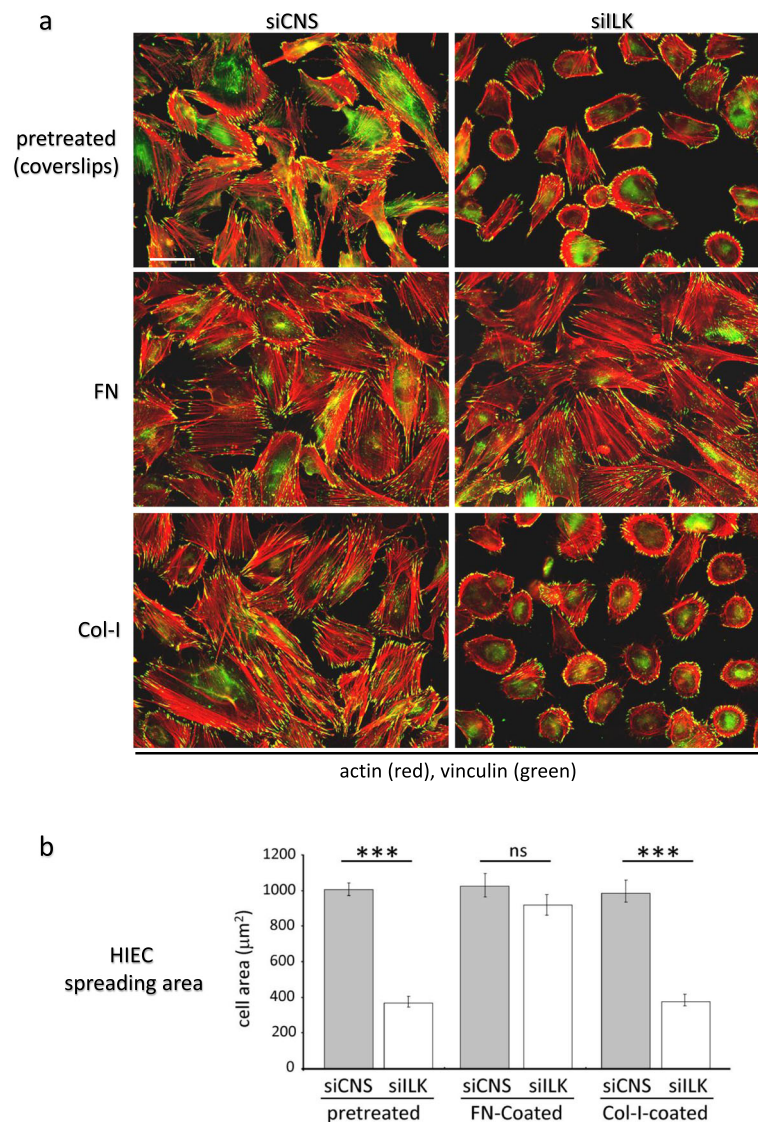 a
siCNS
siILK
pretreated
(coverslips)
FN
Col-I
actin (red), vinculin (green)
b
HIEC
spreading area
cell area (µm²)
1200
1000
800
600
400
200
0
***
ns
***
siCNS siILK siCNS siILK siCNS siILK
pretreated FN-Coated Col-I-coated